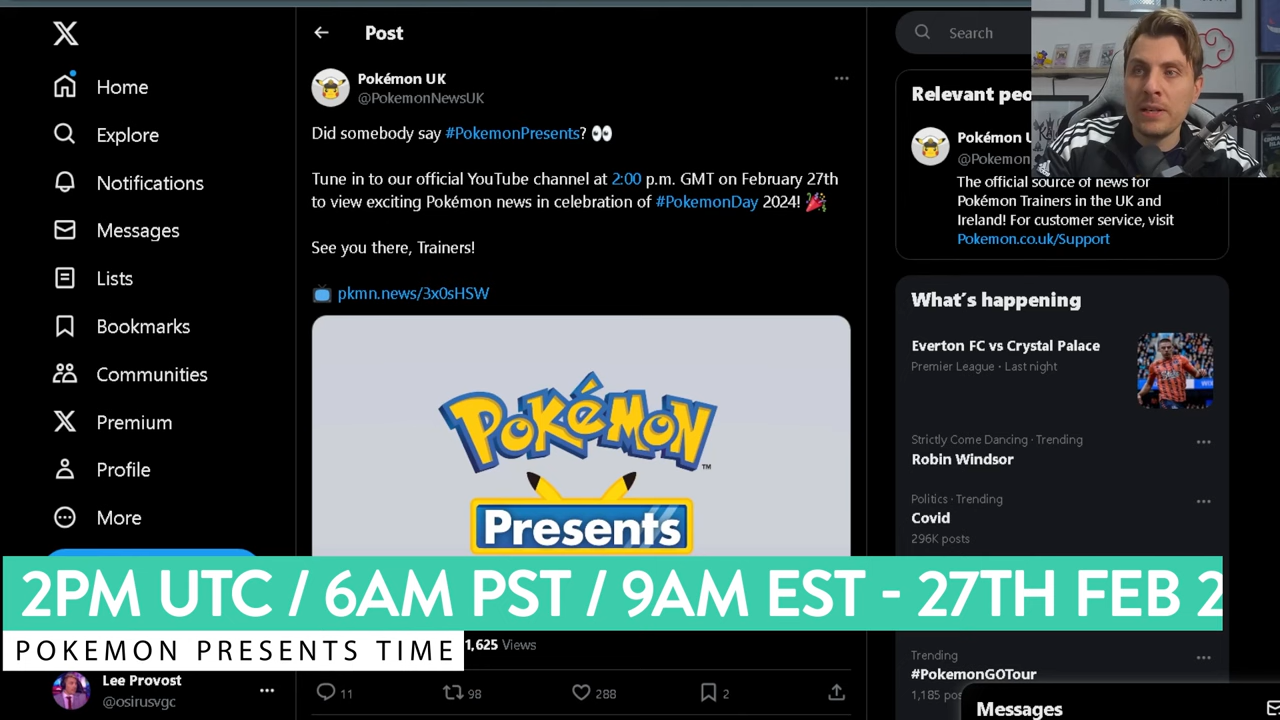 Home
Explore
Notifications
Messages
Lists
Bookmarks
Communities
Premium
Profile
More
Post
Pokémon UK
@PokemonNewsUK
Did somebody say #PokemonPresents? 👀
Tune in to our official YouTube channel at 2:00 p.m. GMT on February 27th
to view exciting Pokémon news in celebration of #PokemonDay 2024! 🎉
See you there, Trainers!
📺 pkmn.news/3x0sHSW
POKÉMON
TM
Presents
1,625 Views
11
98
288
2
Search
Relevant
Pokémon
@Pokemon
The official source of news for
Pokémon Trainers in the UK and
Ireland! For customer service, visit
Pokemon.co.uk/Support
What's happening
Everton FC vs Crystal Palace
Premier League · Last night
Strictly Come Dancing · Trending
Robin Windsor
Politics · Trending
Covid
296K posts
Trending
#PokemonGOTour
1,185
Messages
2PM UTC / 6AM PST / 9AM EST - 27TH FEB 2
POKEMON PRESENTS TIME
Lee Provost
@osirusvgc